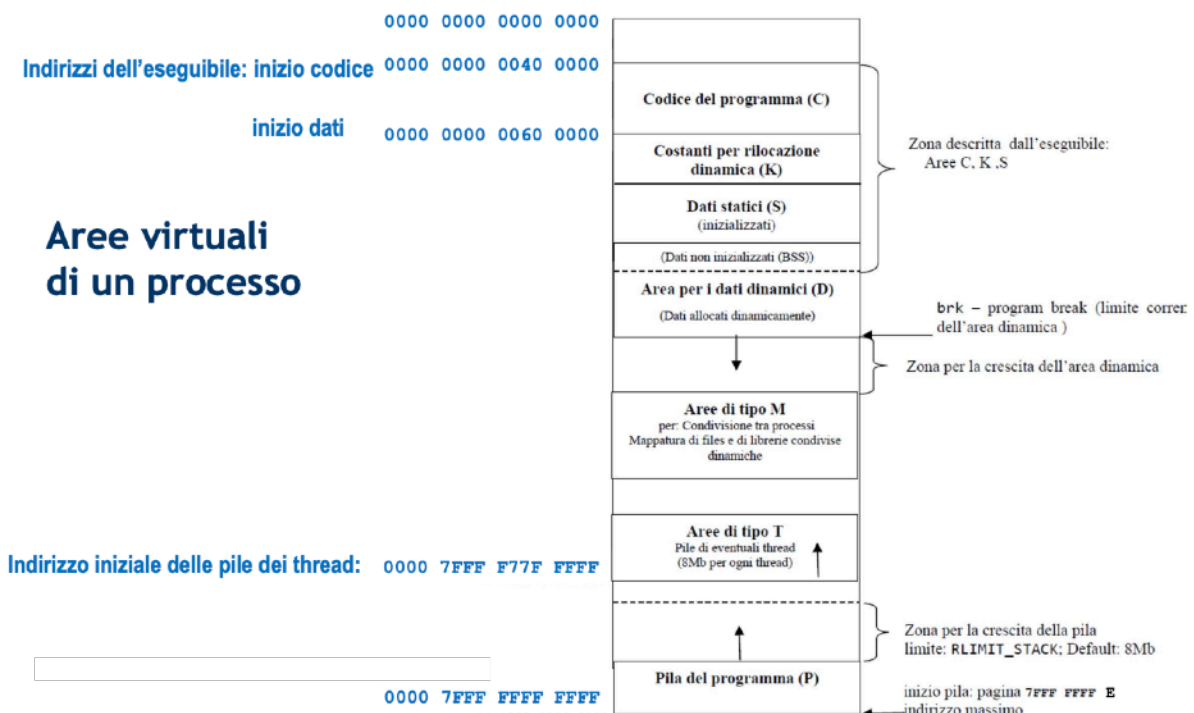 0000 0000 0000 0000
Indirizzi dell'eseguibile: inizio codice 0000 0000 0040 0000
Codice del programma (C)
inizio dati 0000 0000 0060 0000
Costanti per rilocazione
dinamica (K)
Zona descritta dall'eseguibile:
Aree C, K ,S
Dati statici (S)
(inizializzati)
Aree virtuali
di un processo
(Dati non inizializzati (BSS))
Area per i dati dinamici (D)
(Dati allocati dinamicamente)
brk – program break (limite corren
dell'area dinamica )
Zona per la crescita dell'area dinamica
Aree di tipo M
per: Condivisione tra processi
Mappatura di files e di librerie condivise
dinamiche
Aree di tipo T
Pile di eventuali thread
(8Mb per ogni thread)
Indirizzo iniziale delle pile dei thread: 0000 7FFF F77F FFFF
Zona per la crescita della pila
limite: RLIMIT_STACK; Default: 8Mb
Pila del programma (P)
0000 7FFF FFFF FFFF
inizio pila: pagina 7FFF FFFF E
indirizzo massimo